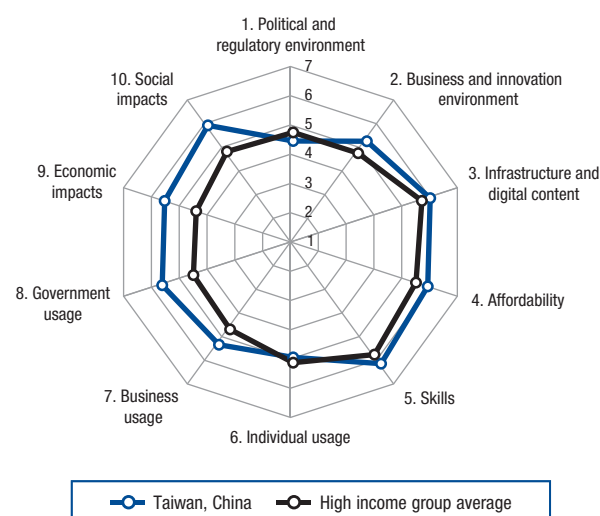 1. Political and
regulatory environment
2. Business and innovation
environment
3. Infrastructure and
digital content
4. Affordability
5. Skills
6. Individual usage
7. Business
usage
8. Government
usage
9. Economic
impacts
10. Social
impacts
7
6
5
4
3
2
1
Taiwan, China
High income group average